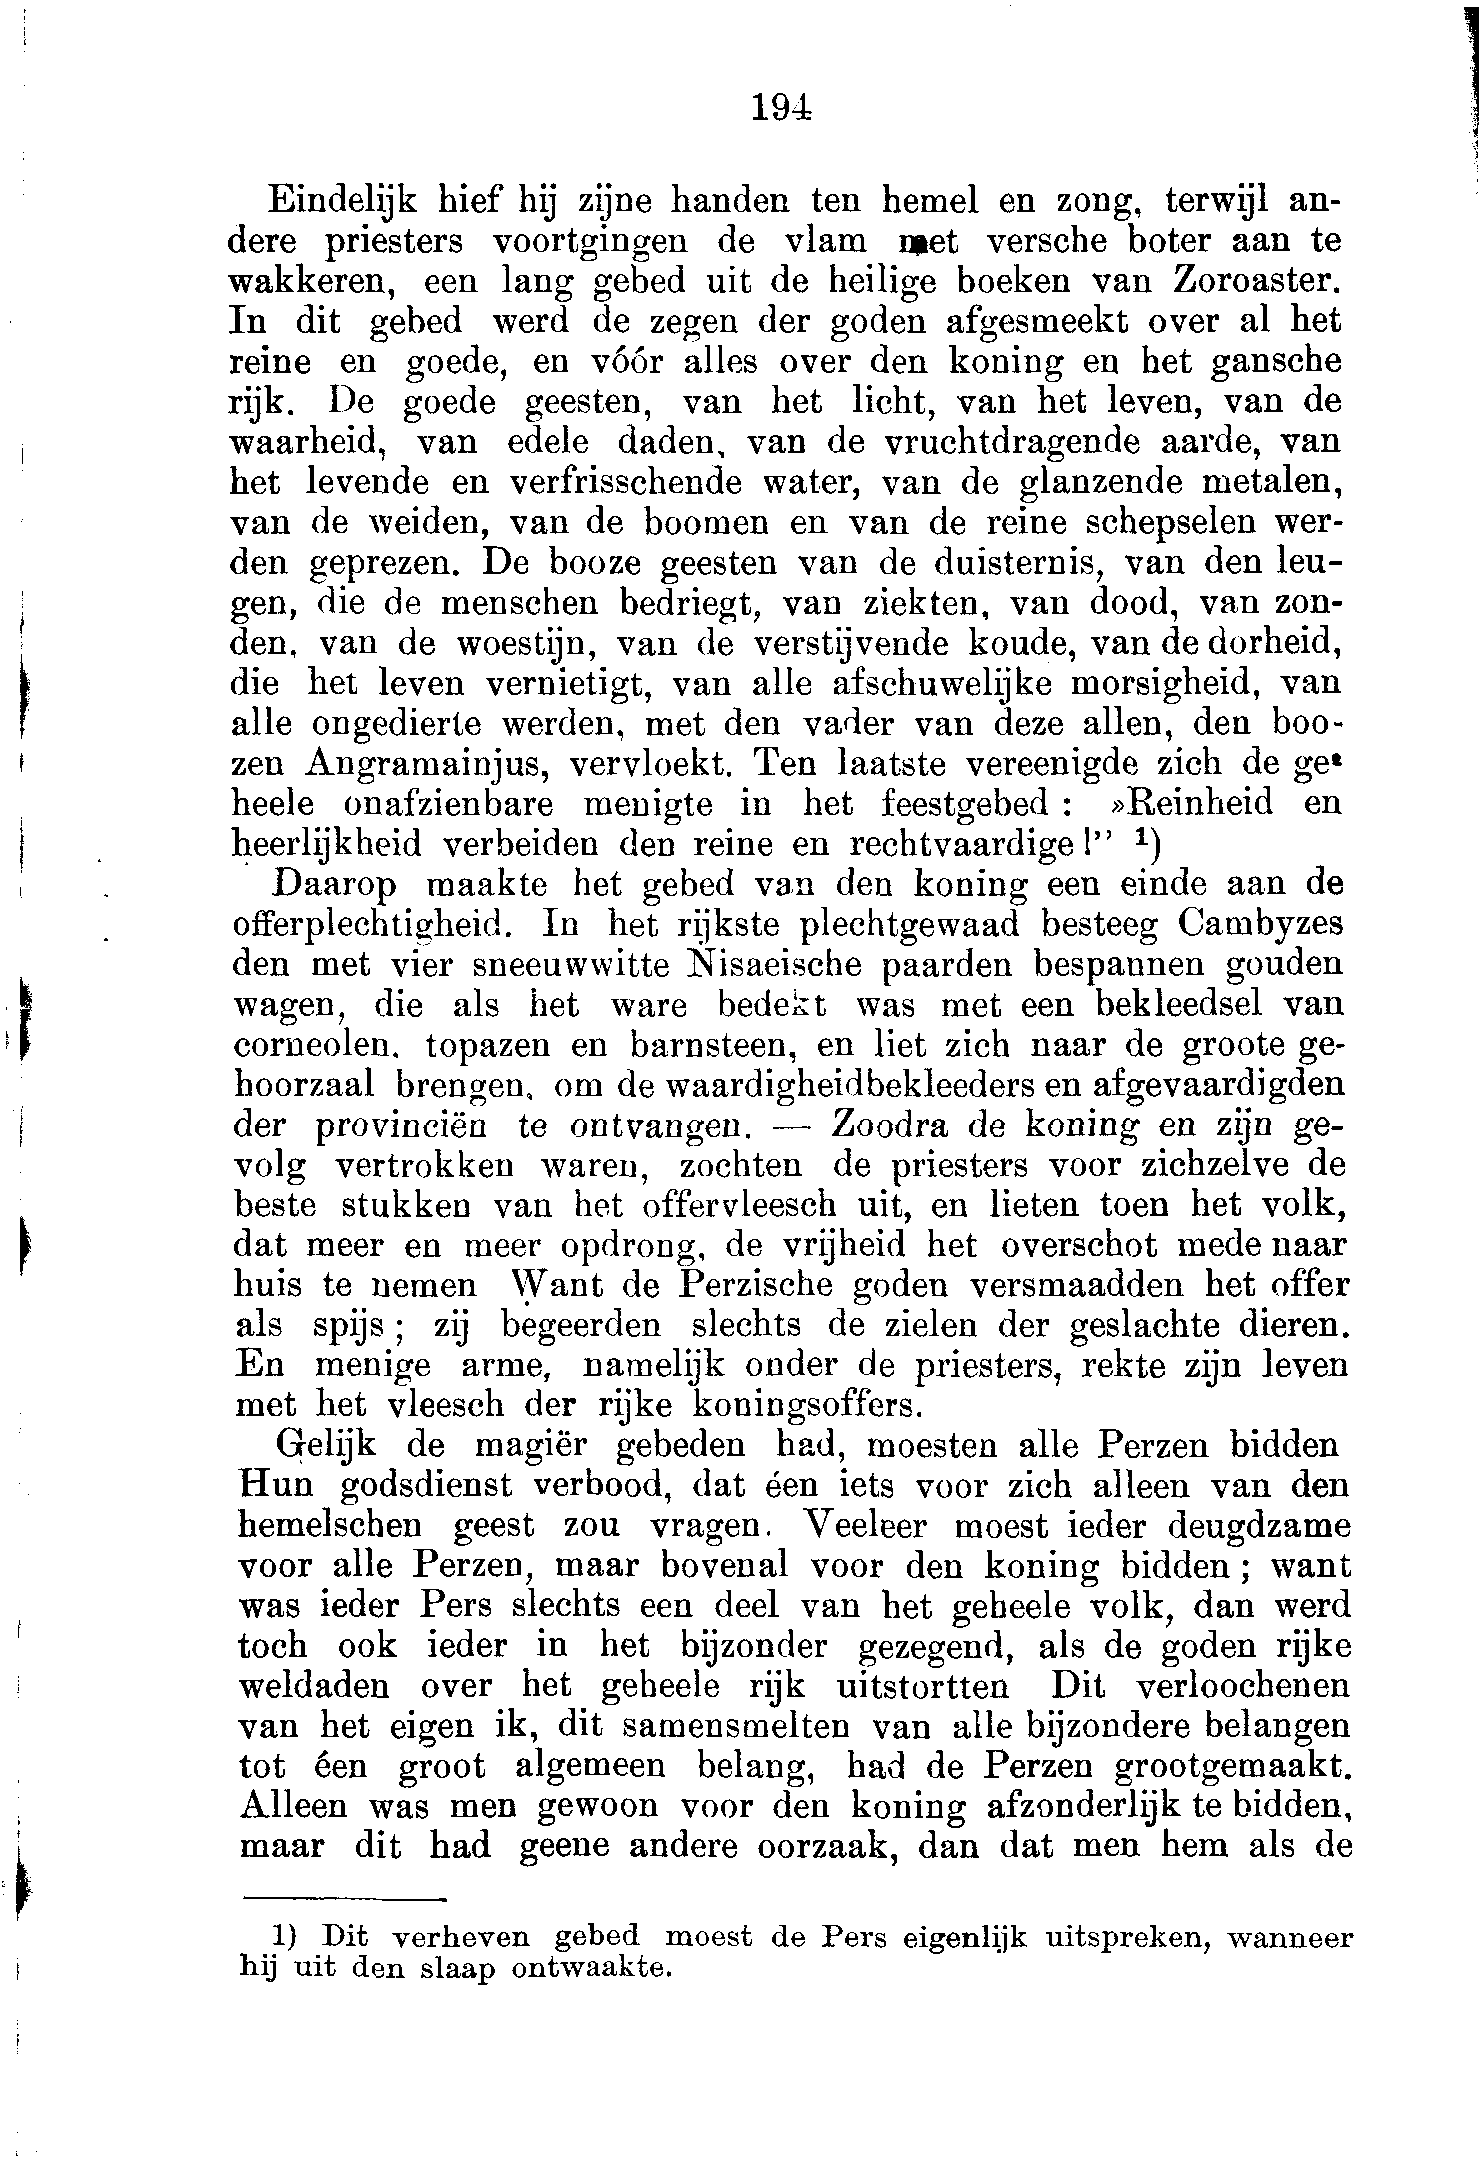 194
Eindelijk hief hij zijne handen ten hemel en zong, terwijl an-
dere priesters voortgingen de vlam met versche boter aan te
wakkeren, een lang gebed uit de heilige boeken van Zoroaster.
In dit gebed werd de zegen der goden afgesmeekt over al het
reine en goede, en vóór alles over den koning en het gansche
rijk. De goede geesten, van het licht, van het leven, van de
waarheid, van edele daden, van de vruchtdragende aarde, van
het levende en verfrisschende water, van de glanzende metalen,
van de weiden, van de boomen en van de reine schepselen wer-
den geprezen. De booze geesten van de duisternis, van den leu-
gen, die de menschen bedriegt, van ziekten, van dood, van zon-
den, van de woestijn, van de verstijvende koude, van de dorheid,
die het leven vernietigt, van alle afschuwelijke morsigheid, van
alle ongedierte werden, met den vader van deze allen, den boo-
zen Angramainjus, vervloekt. Ten laatste vereenigde zich de ge-
heele onafzienbare menigte in het feestgebed : »Reinheid en
heerlijkheid verbeiden den reine en rechtvaardige!” 1)
Daarop maakte het gebed van den koning een einde aan de
offerplechtigheid. In het rijkste plechtgewaad besteeg Cambyzes
den met vier sneeuwwitte Nisaeische paarden bespannen gouden
wagen, die als het ware bedekt was met een bekleedsel van
corneolen, topazen en barnsteen, en liet zich naar de groote ge-
hoorzaal brengen, om de waardigheidbekleeders en afgevaardigden
der provinciën te ontvangen. — Zoodra de koning en zijn ge-
volg vertrokken waren, zochten de priesters voor zichzelve de
beste stukken van het offervleesch uit, en lieten toen het volk,
dat meer en meer opdrong, de vrijheid het overschot mede naar
huis te nemen Want de Perzische goden versmaadden het offer
als spijs ; zij begeerden slechts de zielen der geslachte dieren.
En menige arme, namelijk onder de priesters, rekte zijn leven
met het vleesch der rijke koningsoffers.
Gelijk de magiër gebeden had, moesten alle Perzen bidden
Hun godsdienst verbood, dat éen iets voor zich alleen van den
hemelschen geest zou vragen. Veeleer moest ieder deugdzame
voor alle Perzen, maar bovenal voor den koning bidden ; want
was ieder Pers slechts een deel van het geheele volk, dan werd
toch ook ieder in het bijzonder gezegend, als de goden rijke
weldaden over het geheele rijk uitstortten Dit verloochenen
van het eigen ik, dit samensmelten van alle bijzondere belangen
tot éen groot algemeen belang, had de Perzen grootgemaakt.
Alleen was men gewoon voor den koning afzonderlijk te bidden,
maar dit had geene andere oorzaak, dan dat men hem als de
1) Dit verheven gebed moest de Pers eigenlijk uitspreken, wanneer
hij uit den slaap ontwaakte.